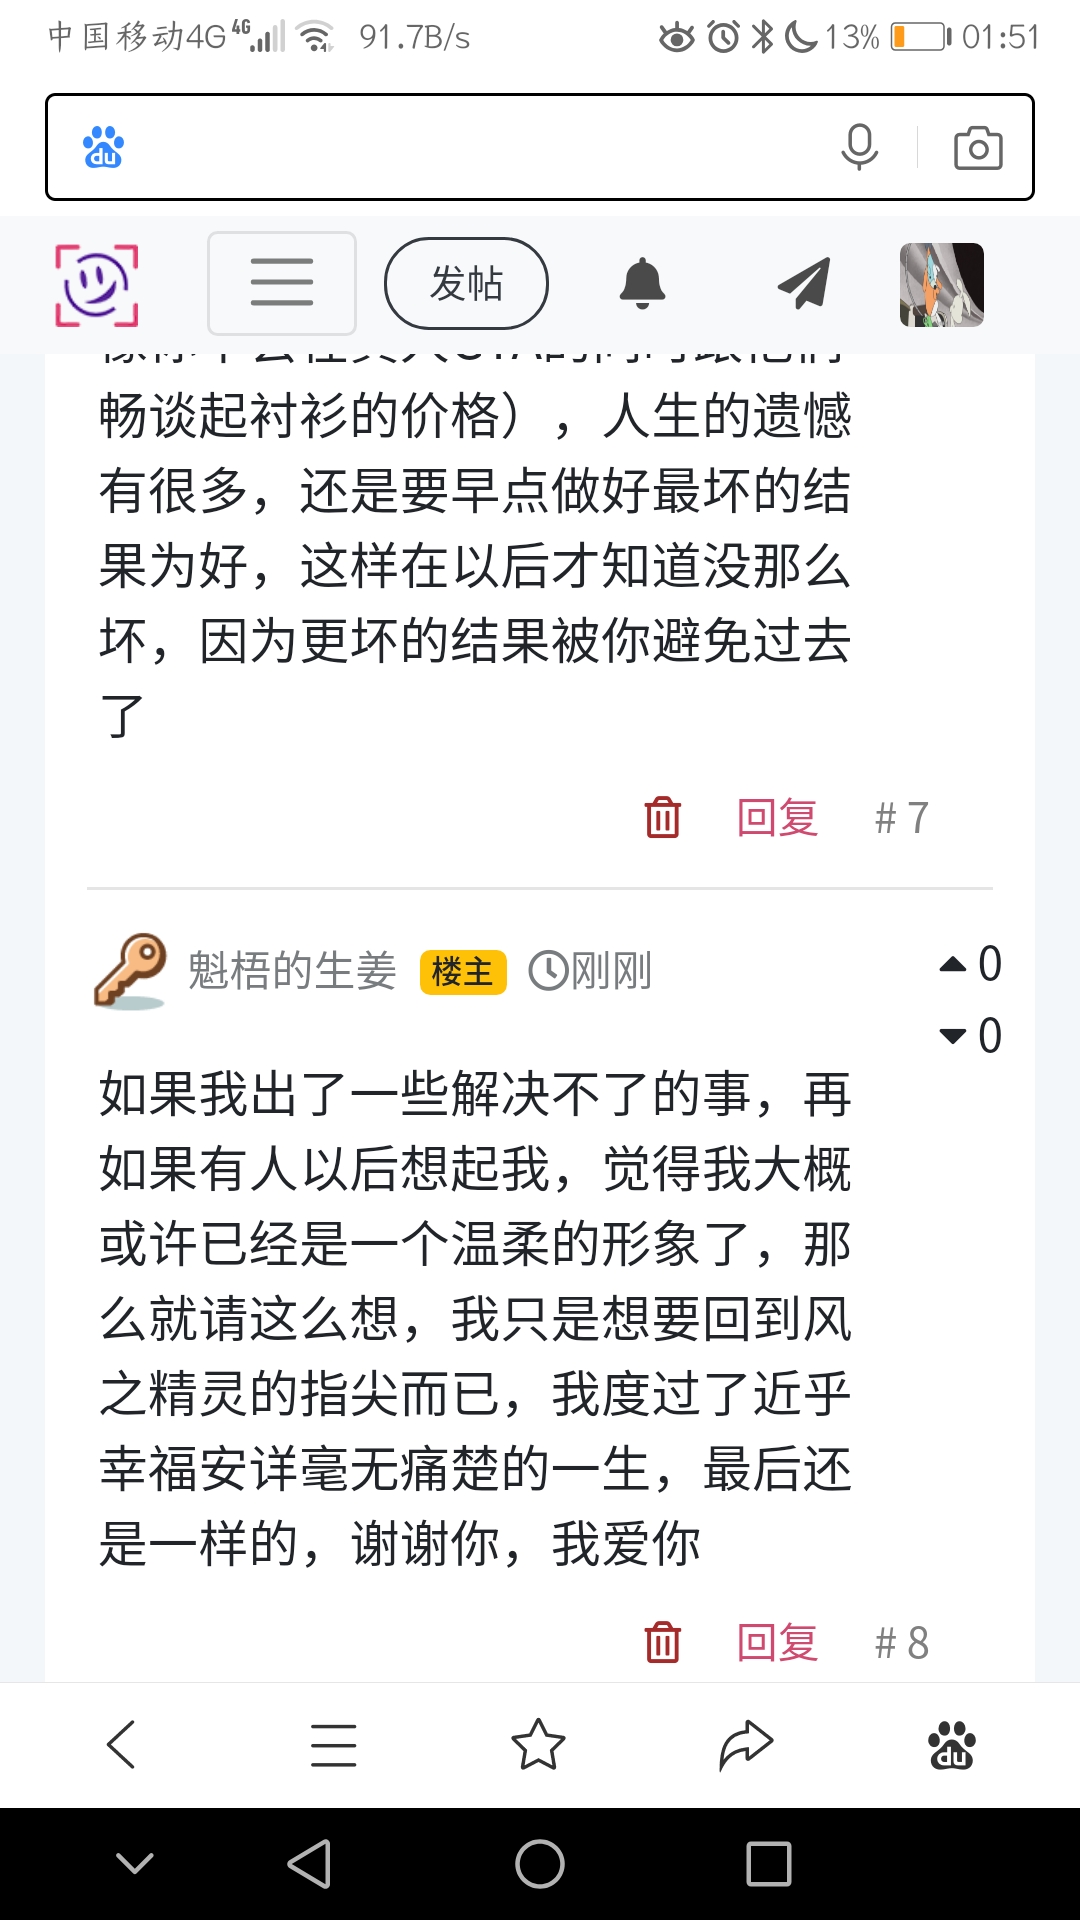 中国移动4G 4G 91.7B/s 13% 01:51
du
发帖
畅谈起衬衫的价格），人生的遗憾
有很多，还是要早点做好最坏的结
果为好，这样在以后才知道没那么
坏，因为更坏的结果被你避免过去
了
回复 # 7
魁梧的生姜 楼主 刚刚 0
0
如果我出了一些解决不了的事，再
如果有人以后想起我，觉得我大概
或许已经是一个温柔的形象了，那
么就请这么想，我只是想要回到风
之精灵的指尖而已，我度过了近乎
幸福安详毫无痛楚的一生，最后还
是一样的，谢谢你，我爱你
回复 # 8
du